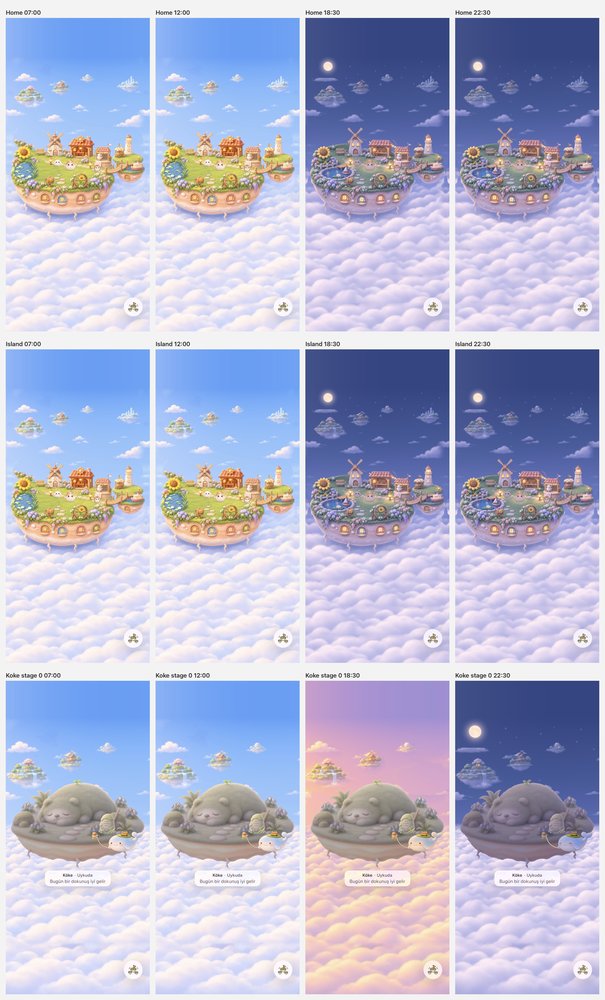 Home 07:00
Home 12:00
Home 18:30
Home 22:30
Island 07:00
Island 12:00
Island 18:30
Island 22:30
Koke stage 0 07:00
Koke stage 0 12:00
Koke stage 0 18:30
Koke stage 0 22:30
Köke · Uykuda
Bugün bir dokunuş iyi gelir
Köke · Uykuda
Bugün bir dokunuş iyi gelir
Köke · Uykuda
Bugün bir dokunuş iyi gelir
Köke · Uykuda
Bugün bir dokunuş iyi gelir